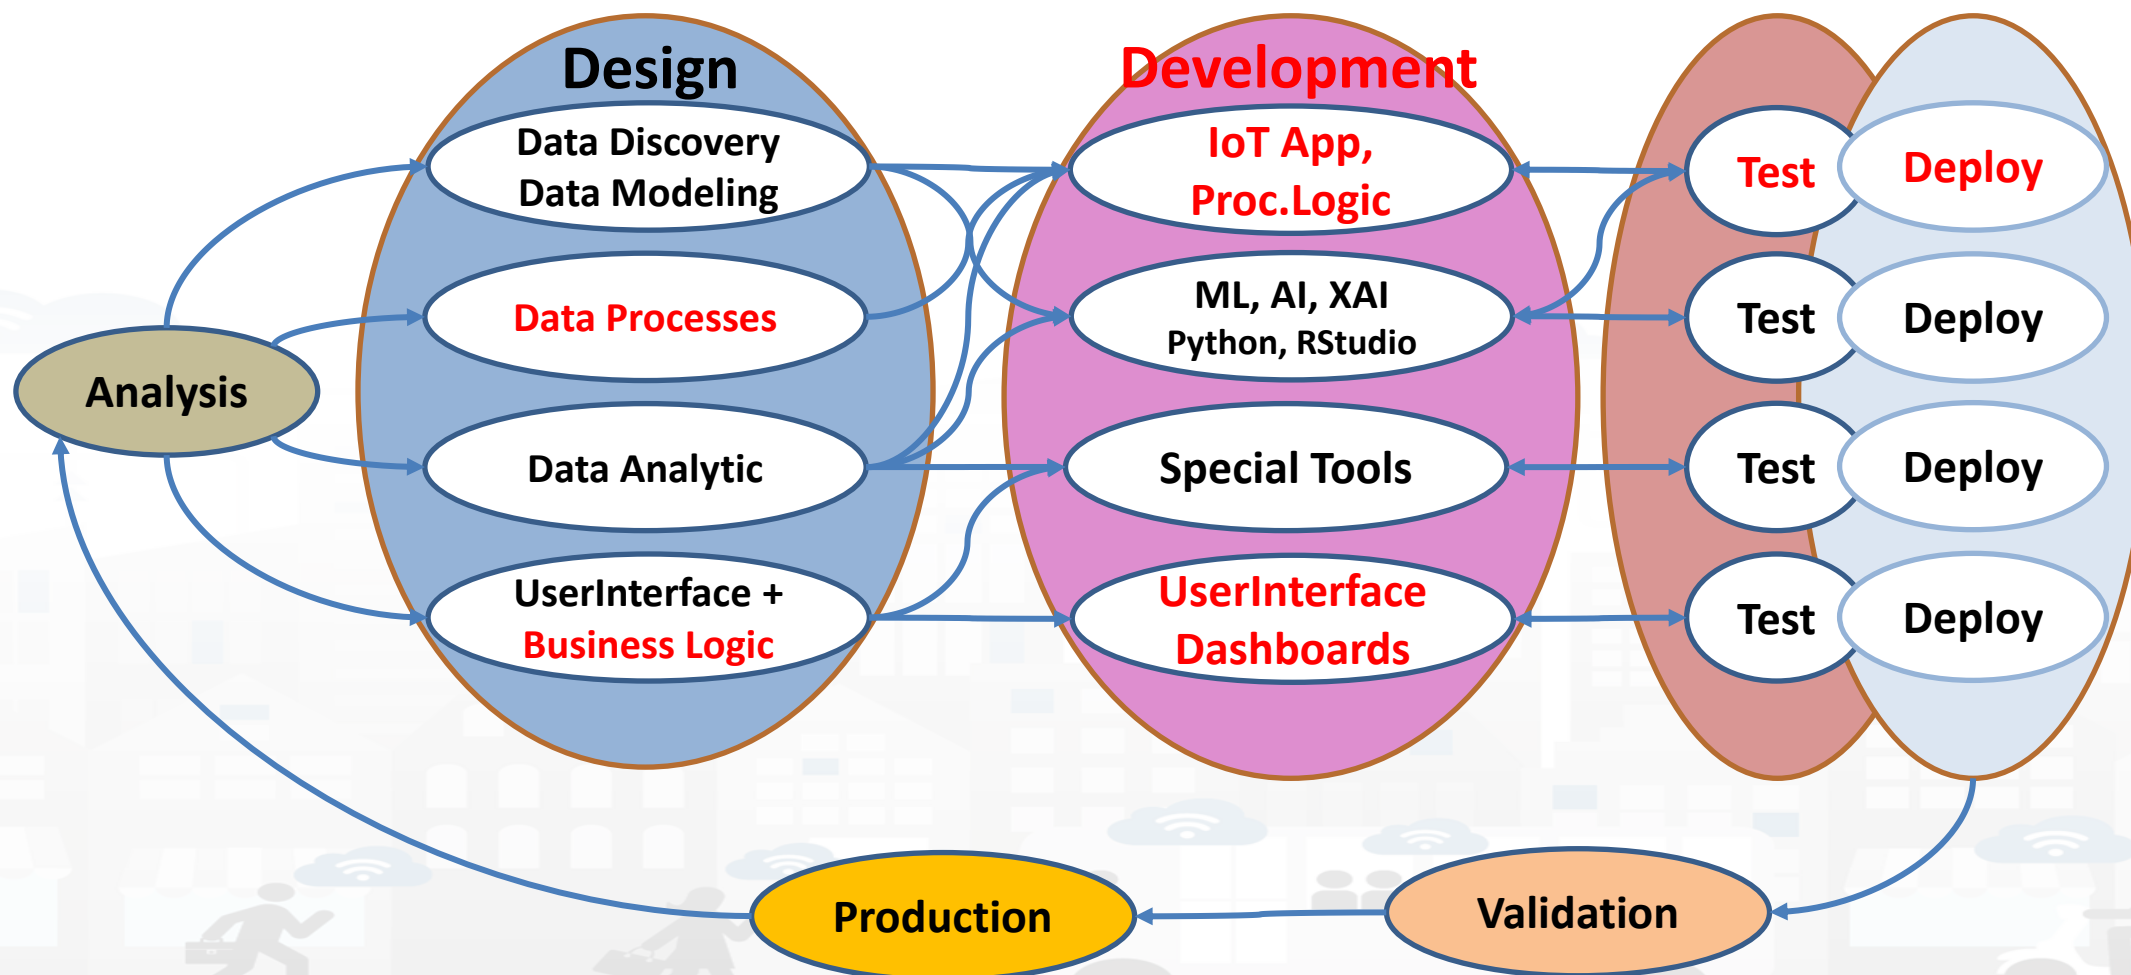 Design
Development
Data Discovery
Data Modeling
IoT App,
Proc.Logic
Test
Deploy
Data Processes
ML, AI, XAI
Python, RStudio
Test
Deploy
Analysis
Data Analytic
Special Tools
Test
Deploy
UserInterface +
Business Logic
UserInterface
Dashboards
Test
Deploy
Production
Validation